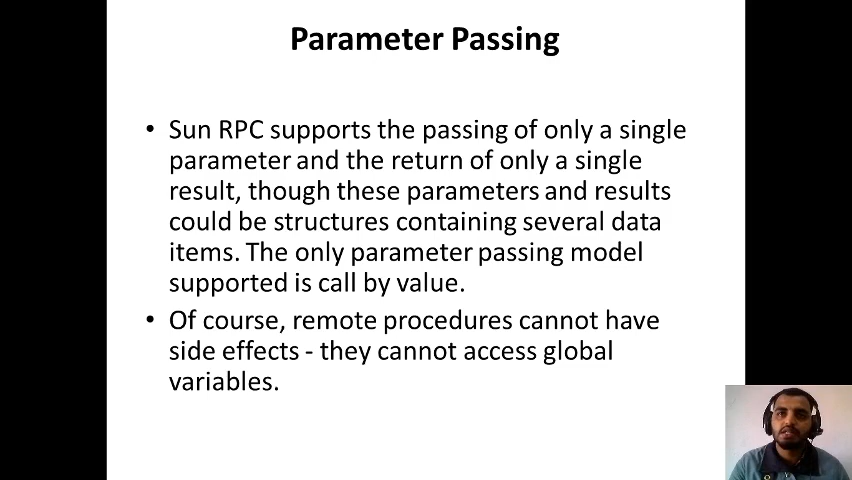 Parameter Passing
• Sun RPC supports the passing of only a single
parameter and the return of only a single
result, though these parameters and results
could be structures containing several data
items. The only parameter passing model
supported is call by value.
• Of course, remote procedures cannot have
side effects - they cannot access global
variables.